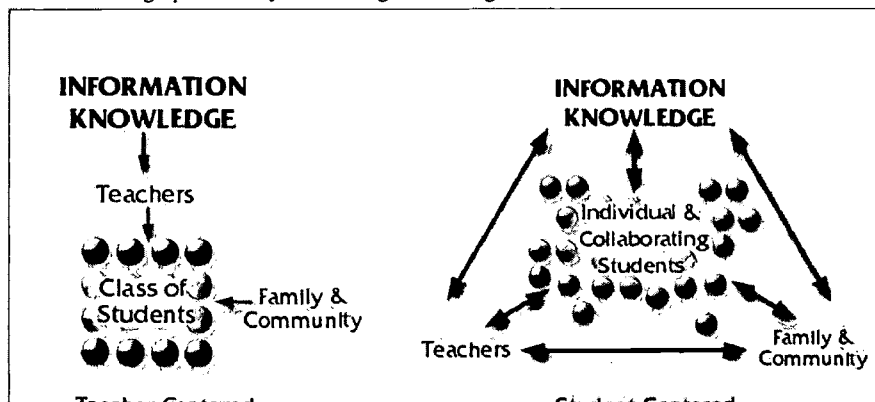 INFORMATION
KNOWLEDGE
Teachers
Class of
Students
Family &
Community
INFORMATION
KNOWLEDGE
Individual &
Collaborating
Students
Teachers
Family &
Community